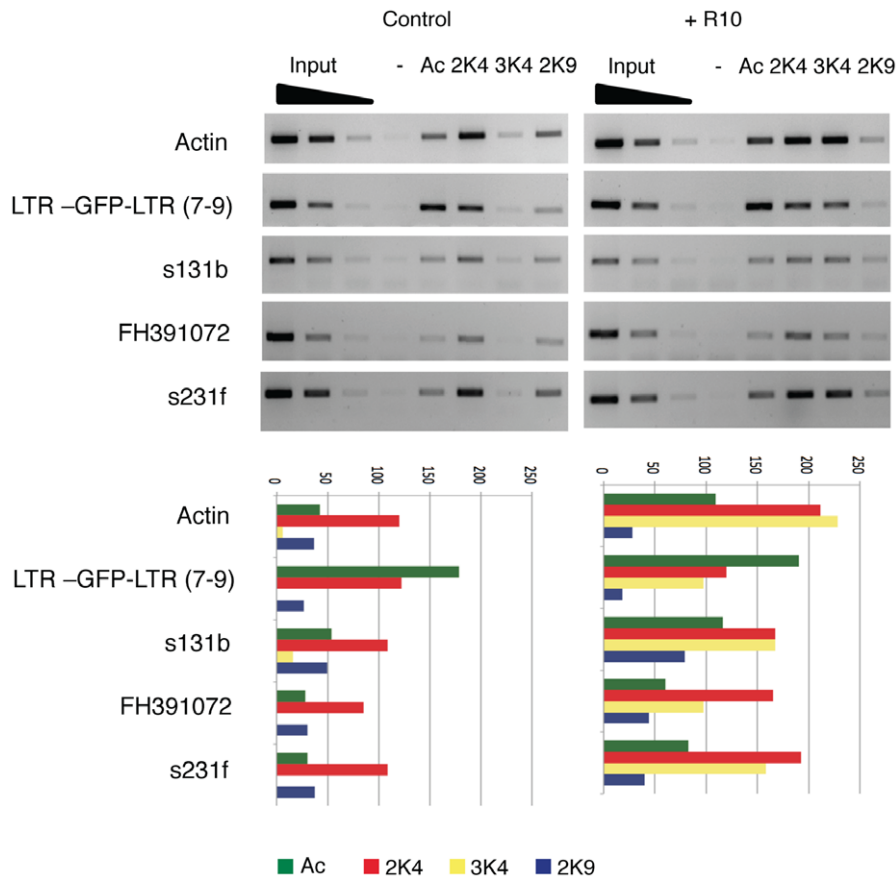 Control + R10
Input - Ac 2K4 3K4 2K9 Input - Ac 2K4 3K4 2K9
Actin
LTR –GFP-LTR (7-9)
s131b
FH391072
s231f
0 50 100 150 200 250 0 50 100 150 200 250
Actin
LTR –GFP-LTR (7-9)
s131b
FH391072
s231f
Ac 2K4 3K4 2K9